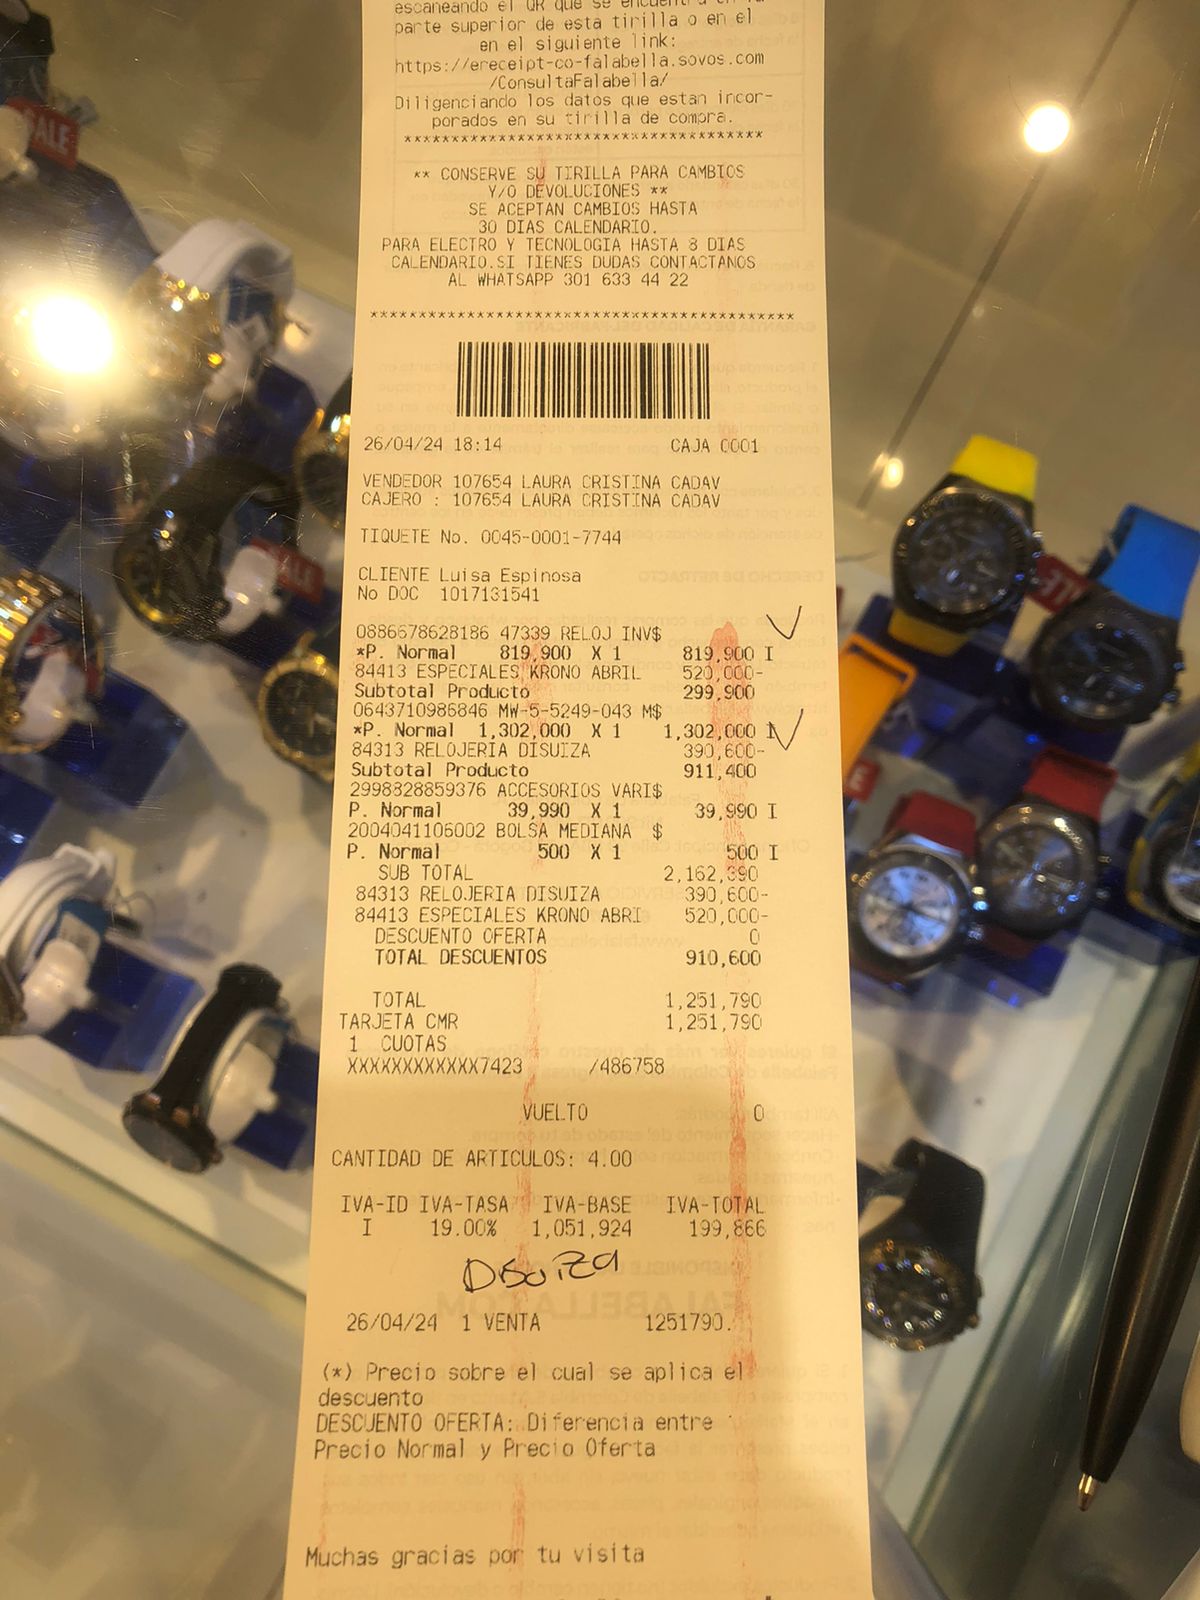 escaneando el QR que se encuentra en la
parte superior de esta tirilla o en el
en el siguiente link:
https://ereceipt-co-falabella.sovos.com
/ConsultaFalabella/
Diligenciando los datos que estan incor-
porados en su tirilla de compra.
**************************************
** CONSERVE SU TIRILLA PARA CAMBIOS
Y/O DEVOLUCIONES **
SE ACEPTAN CAMBIOS HASTA
30 DIAS CALENDARIO.
PARA ELECTRO Y TECNOLOGIA HASTA 8 DIAS
CALENDARIO.SI TIENES DUDAS CONTACTANOS
AL WHATSAPP 301 633 44 22
****************************************
26/04/24 18:14 CAJA 0001
VENDEDOR 107654 LAURA CRISTINA CADAV
CAJERO : 107654 LAURA CRISTINA CADAV
TIQUETE No. 0045-0001-7744
CLIENTE Luisa Espinosa
No DOC 1017131541
0886678628186 47339 RELOJ INV$
*P. Normal 819,900 X 1 819,900 I
84413 ESPECIALES KRONO ABRIL 520,000-
Subtotal Producto 299,900
0643710985846 MW-5-5249-043 M$
*P. Normal 1,302,000 X 1 1,302,000 I
84313 RELOJERIA DISUIZA 390,600-
Subtotal Producto 911,400
2998828859376 ACCESORIOS VARI$
P. Normal 39,990 X 1 39,990 I
2004041106002 BOLSA MEDIANA $
P. Normal 500 X 1 500 I
SUB TOTAL 2,162,390
84313 RELOJERIA DISUIZA 390,600-
84413 ESPECIALES KRONO ABRI 520,000-
DESCUENTO OFERTA 0
TOTAL DESCUENTOS 910,600
TOTAL 1,251,790
TARJETA CMR 1,251,790
1 CUOTAS
XXXXXXXXXXXX7423 /486758
VUELTO 0
CANTIDAD DE ARTICULOS: 4.00
IVA-ID IVA-TASA IVA-BASE IVA-TOTAL
I 19.00% 1,051,924 199,866
Disuiza
26/04/24 1 VENTA 1251790.
(*) Precio sobre el cual se aplica el
descuento
DESCUENTO OFERTA: Diferencia entre
Precio Normal y Precio Oferta
Muchas gracias por tu visita
SALE